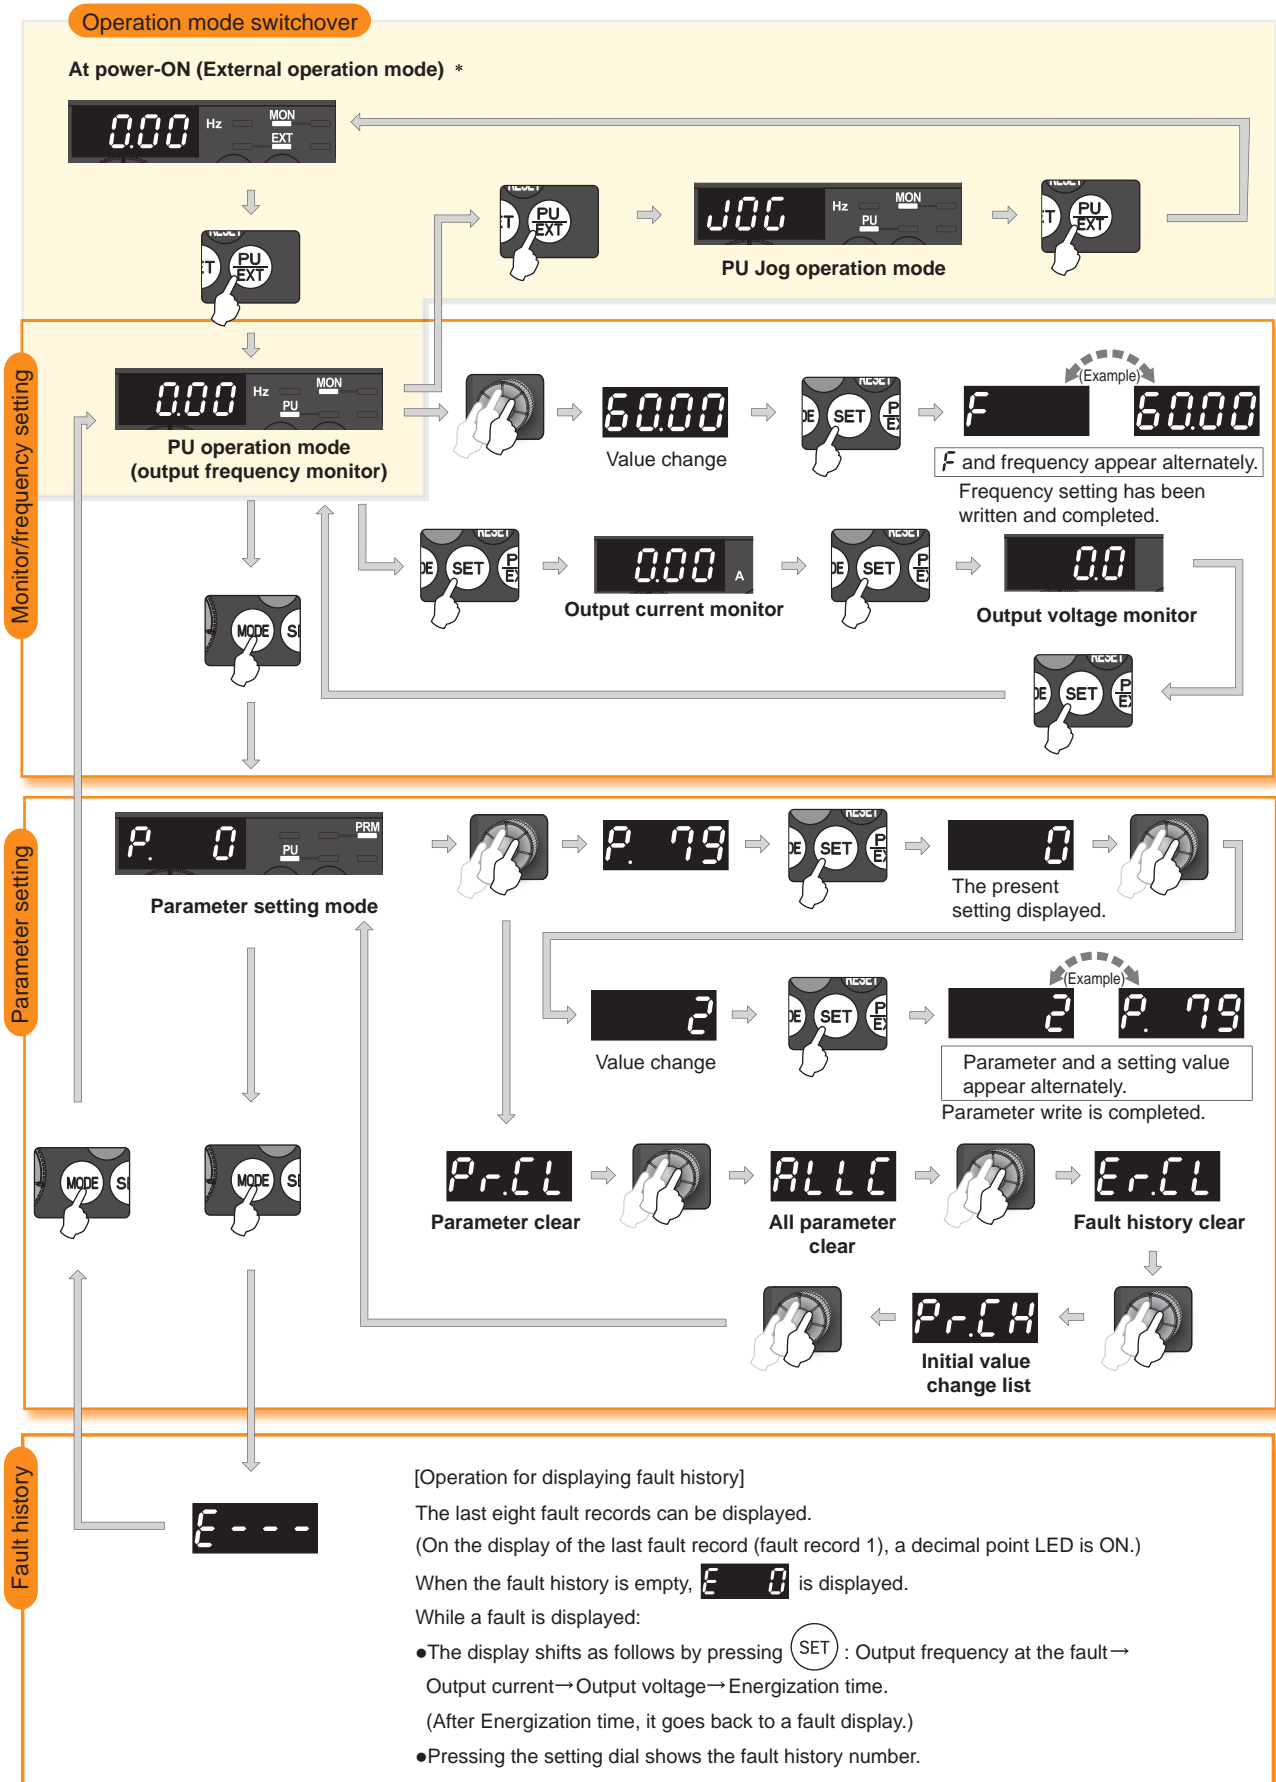 Operation mode switchover
At power-ON (External operation mode) *
0.00 Hz MON EXT
RESET
PU/EXT
RESET
PU/EXT
JOG Hz MON PU
PU/EXT
PU Jog operation mode
Monitor/frequency setting
0.00 Hz MON PU
PU operation mode
(output frequency monitor)
60.00
Value change
RESET
SET
F
(Example)
60.00
F and frequency appear alternately.
Frequency setting has been
written and completed.
RESET
SET
0.00 A
Output current monitor
RESET
SET
0.0
Output voltage monitor
MODE
RESET
SET
Parameter setting
P. 0 PU PRM
Parameter setting mode
P. 79
RESET
SET
0
The present
setting displayed.
2
Value change
RESET
SET
2
(Example)
P. 79
Parameter and a setting value
appear alternately.
Parameter write is completed.
MODE
MODE
Pr.CL
Parameter clear
ALLC
All parameter
clear
Er.CL
Fault history clear
Pr.CH
Initial value
change list
Fault history
E---
[Operation for displaying fault history]
The last eight fault records can be displayed.
(On the display of the last fault record (fault record 1), a decimal point LED is ON.)
When the fault history is empty, E 0 is displayed.
While a fault is displayed:
●The display shifts as follows by pressing SET : Output frequency at the fault→
Output current→Output voltage→Energization time.
(After Energization time, it goes back to a fault display.)
●Pressing the setting dial shows the fault history number.